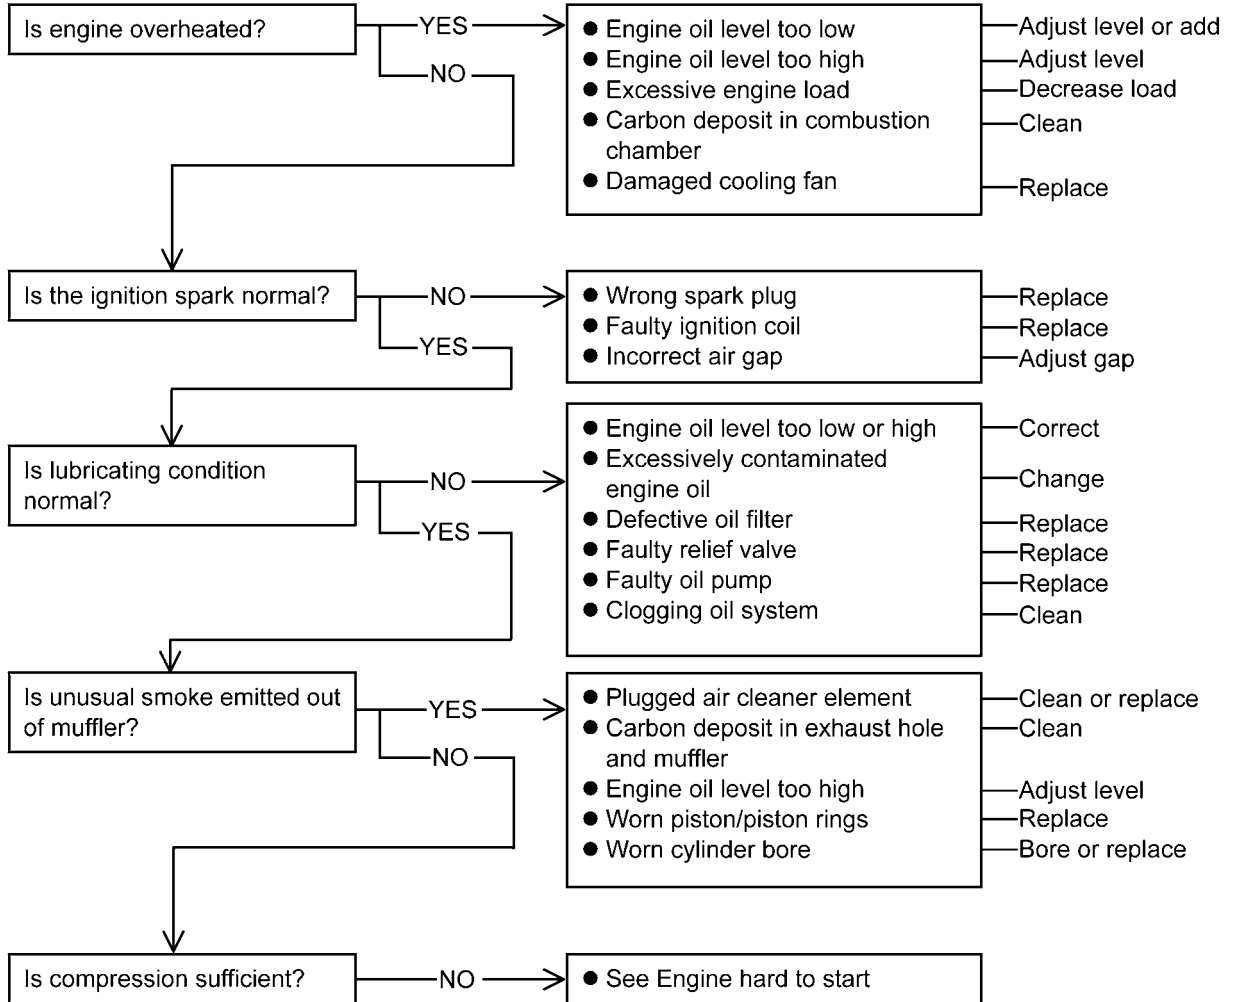 Is engine overheated?
YES
NO
● Engine oil level too low
● Engine oil level too high
● Excessive engine load
● Carbon deposit in combustion
chamber
● Damaged cooling fan
Adjust level or add
Adjust level
Decrease load
Clean
Replace
Is the ignition spark normal?
NO
YES
● Wrong spark plug
● Faulty ignition coil
● Incorrect air gap
Replace
Replace
Adjust gap
Is lubricating condition
normal?
NO
YES
● Engine oil level too low or high
● Excessively contaminated
engine oil
● Defective oil filter
● Faulty relief valve
● Faulty oil pump
● Clogging oil system
Correct
Change
Replace
Replace
Replace
Clean
Is unusual smoke emitted out
of muffler?
YES
NO
● Plugged air cleaner element
● Carbon deposit in exhaust hole
and muffler
● Engine oil level too high
● Worn piston/piston rings
● Worn cylinder bore
Clean or replace
Clean
Adjust level
Replace
Bore or replace
Is compression sufficient?
NO
● See Engine hard to start